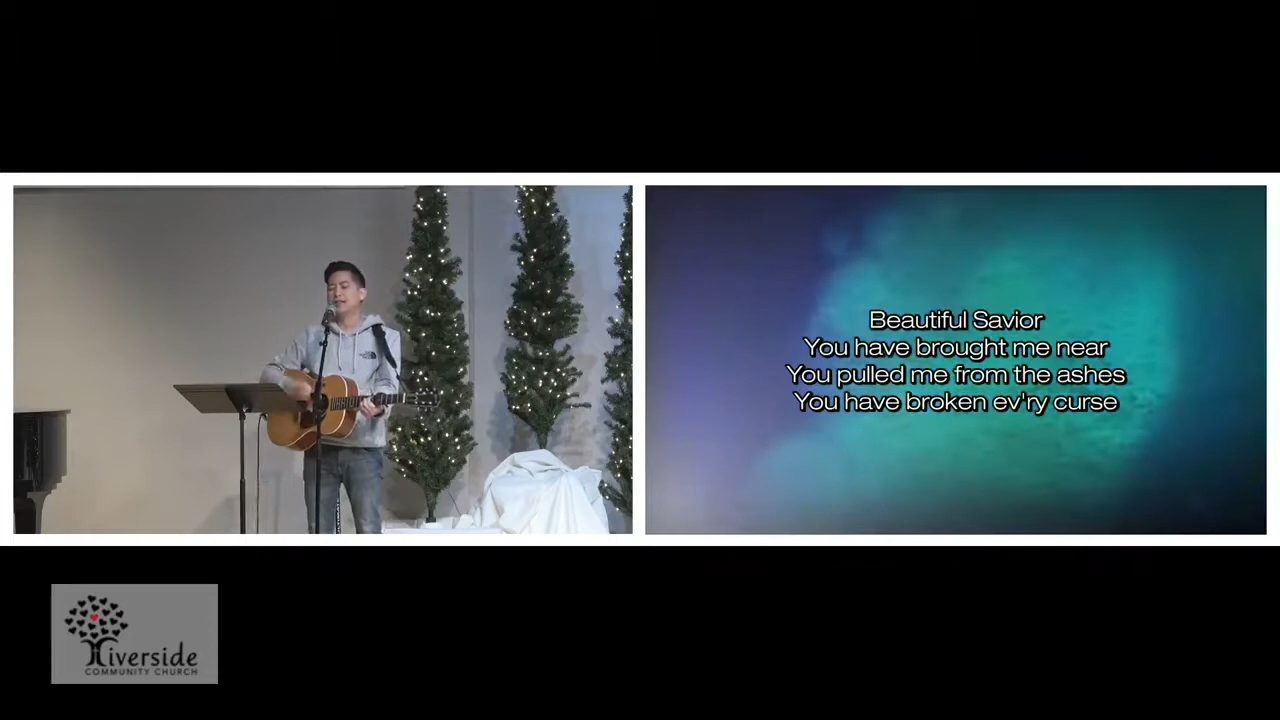 Beautiful Savior
You have brought me near
You pulled me from the ashes
You have broken ev'ry curse
Riverside
COMMUNITY CHURCH